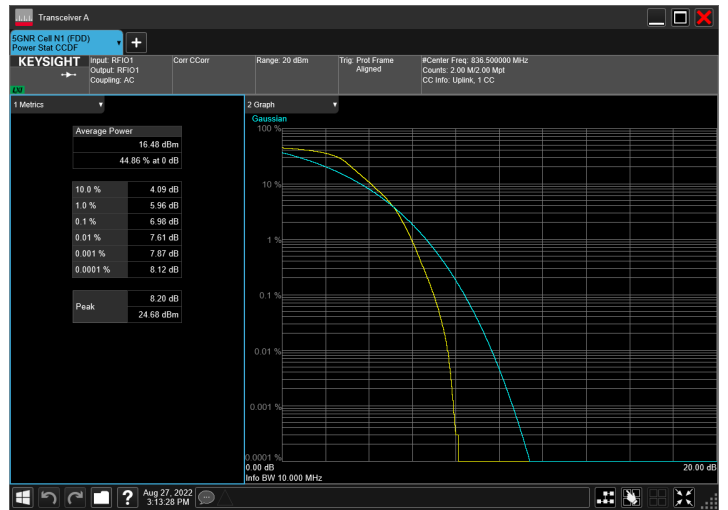 Transceiver A
5GNR Cell N1 (FDD)
Power Stat CCDF
KEYSIGHT
LXI
Input: RFIO1
Output: RFIO1
Coupling: AC
Corr CCorr
Range: 20 dBm
Trig: Prot Frame
Aligned
#Center Freq: 836.500000 MHz
Counts: 2.00 M/2.00 Mpt
CC Info: Uplink, 1 CC
1 Metrics
Average Power
16.48 dBm
44.86 % at 0 dB
10.0 % 4.09 dB
1.0 % 5.96 dB
0.1 % 6.98 dB
0.01 % 7.61 dB
0.001 % 7.87 dB
0.0001 % 8.12 dB
Peak
8.20 dB
24.68 dBm
2 Graph
Gaussian
100 %
10 %
1 %
0.1 %
0.01 %
0.001 %
0.0001 %
0.00 dB
20.00 dB
Info BW 10.000 MHz
?
Aug 27, 2022
3:13:28 PM